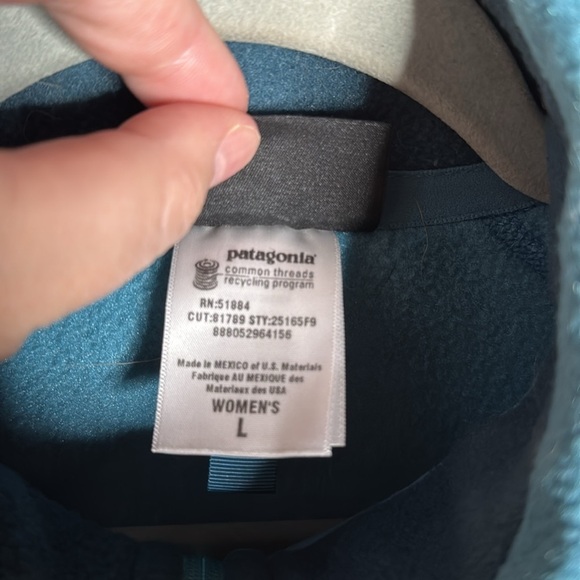 patagonia®
common threads
recycling program
RN:51884
CUT:81789 STY:25165F9
888052964156
Made in MEXICO of U.S. Materials
Fabriqué AU MEXIQUE des
Materiaux des USA
WOMEN'S
L